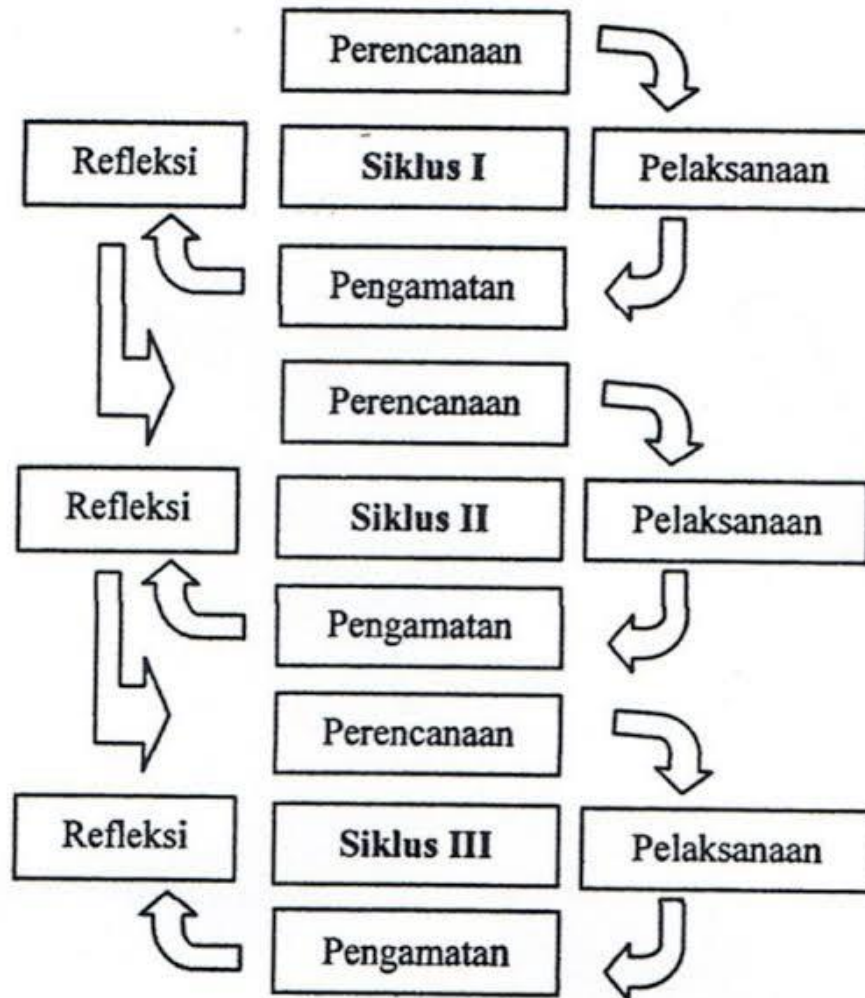 Perencanaan
Refleksi
Siklus I
Pelaksanaan
Pengamatan
Perencanaan
Refleksi
Siklus II
Pelaksanaan
Pengamatan
Perencanaan
Refleksi
Siklus III
Pelaksanaan
Pengamatan